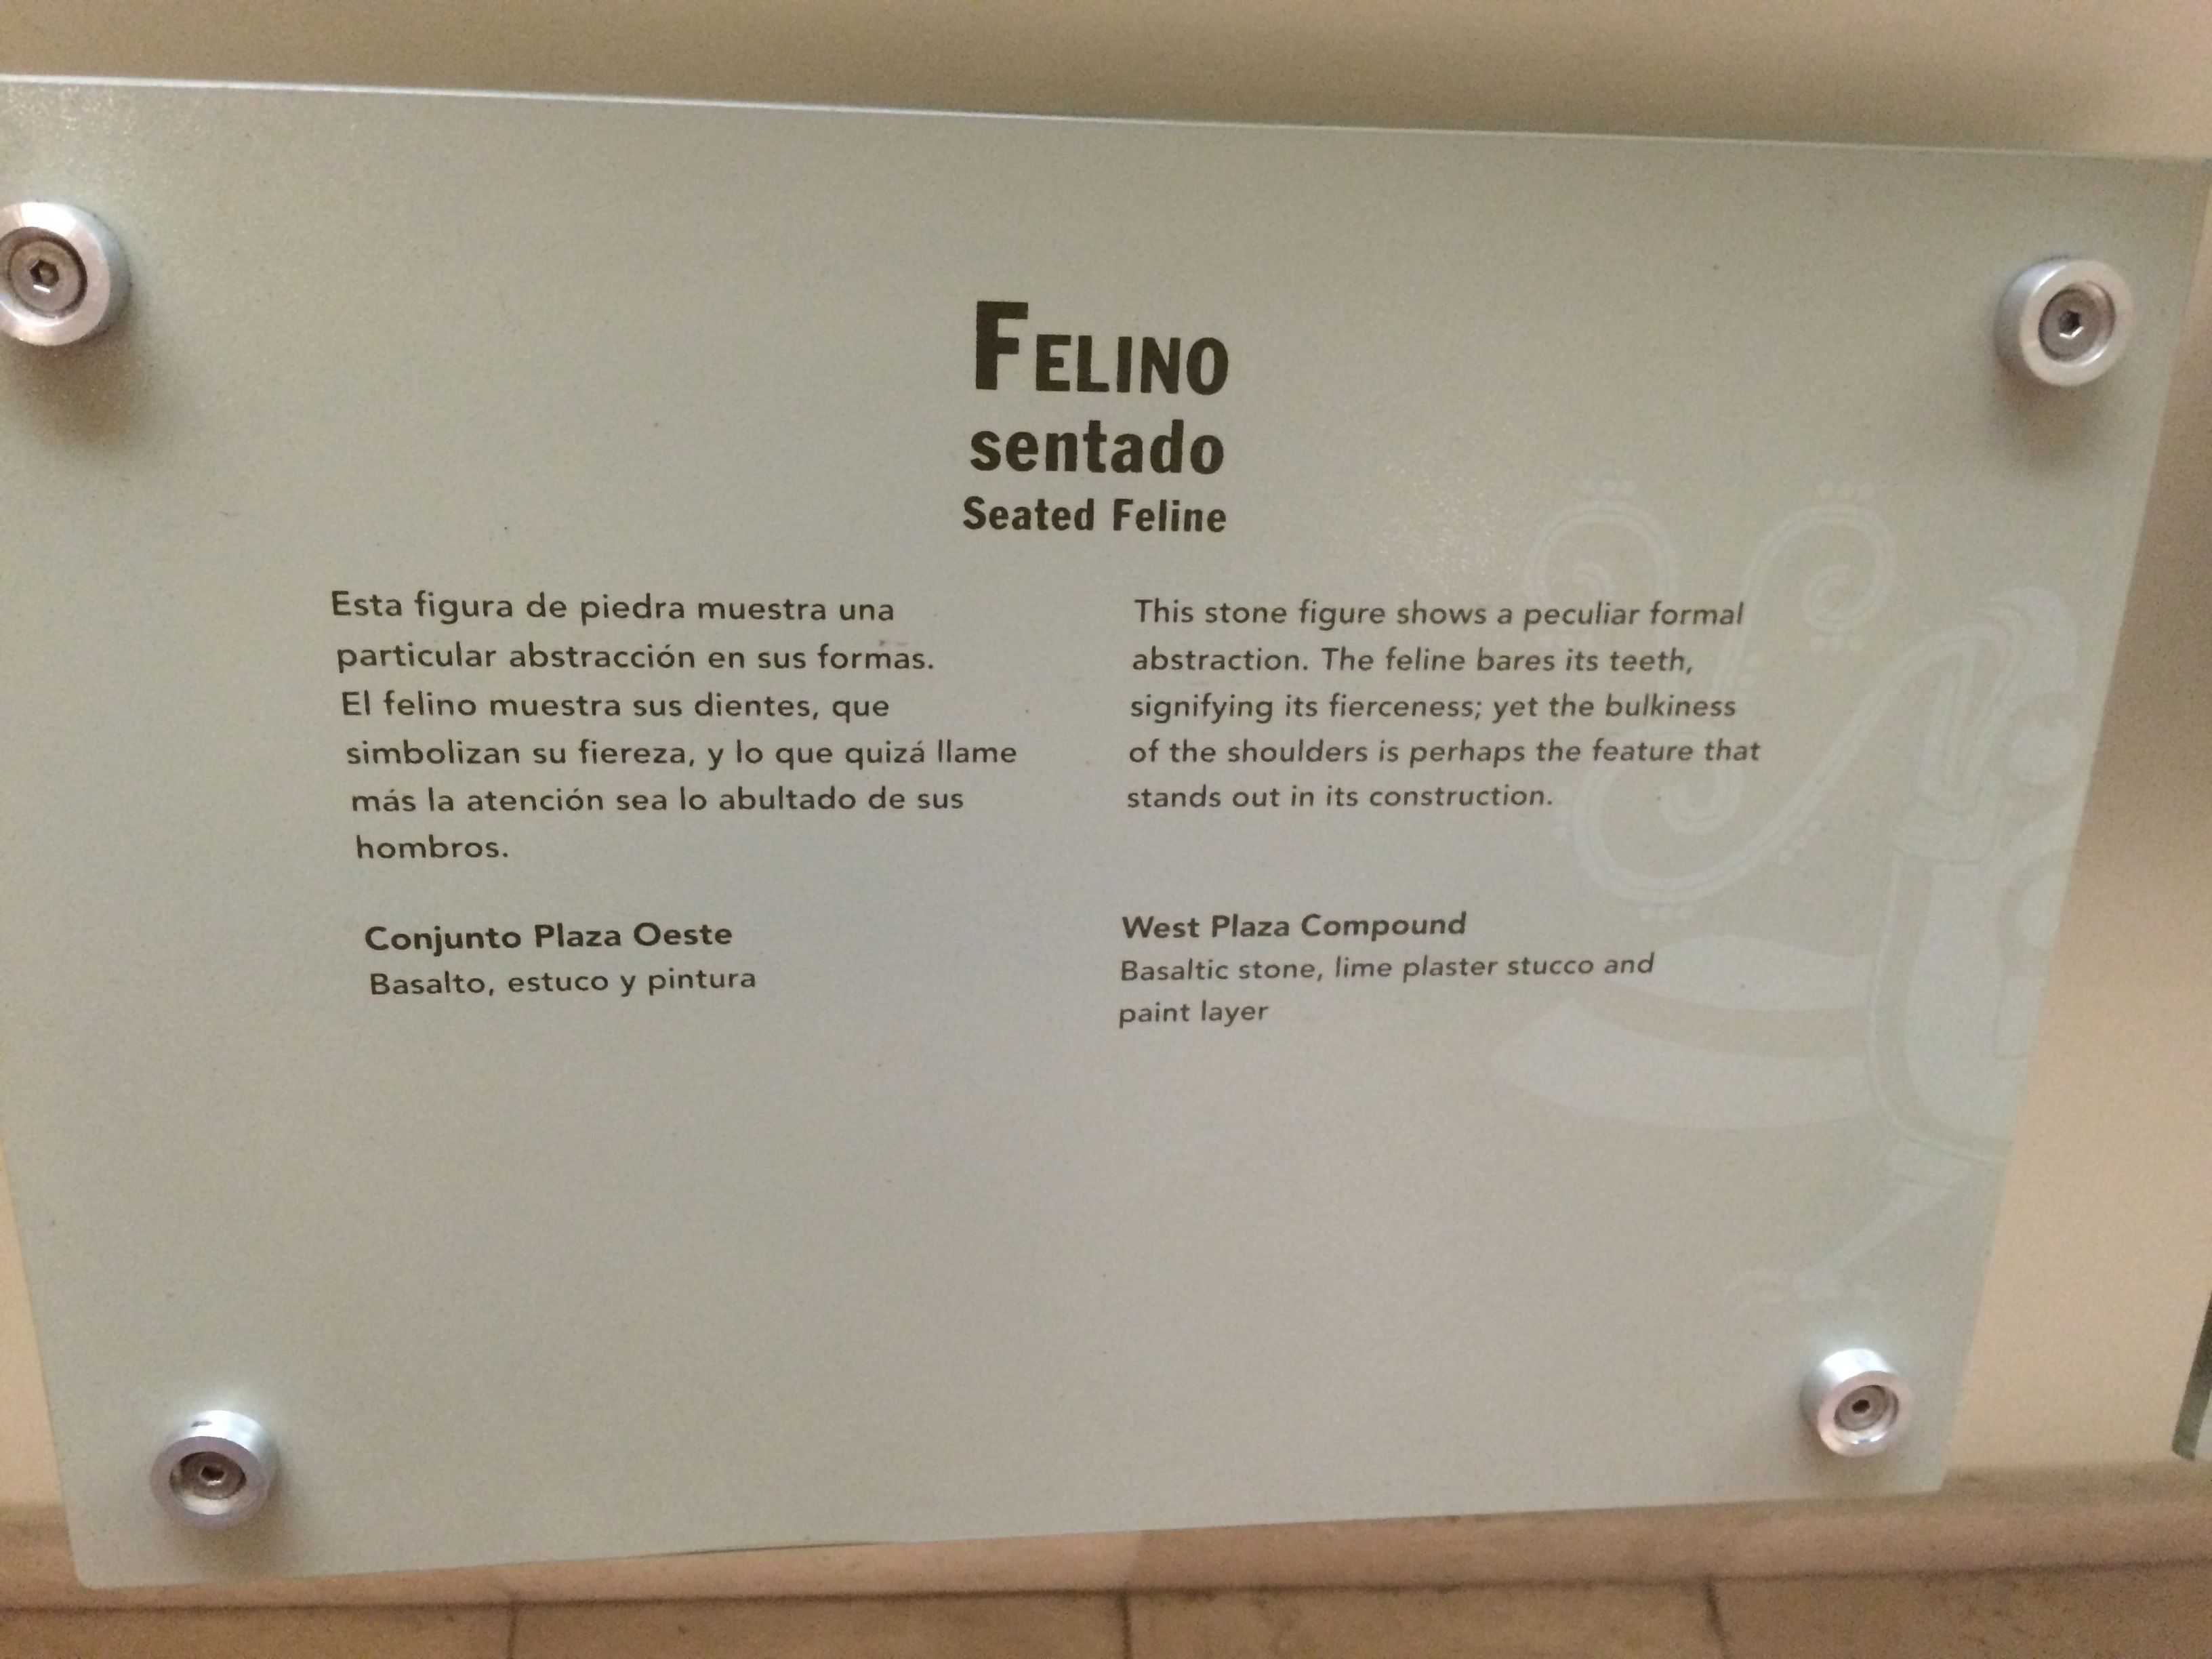 FELINO
sentado
Seated Feline
Esta figura de piedra muestra una
particular abstracción en sus formas.
El felino muestra sus dientes, que
simbolizan su fiereza, y lo que quizá llame
más la atención sea lo abultado de sus
hombros.
Conjunto Plaza Oeste
Basalto, estuco y pintura
This stone figure shows a peculiar formal
abstraction. The feline bares its teeth,
signifying its fierceness; yet the bulkiness
of the shoulders is perhaps the feature that
stands out in its construction.
West Plaza Compound
Basaltic stone, lime plaster stucco and
paint layer